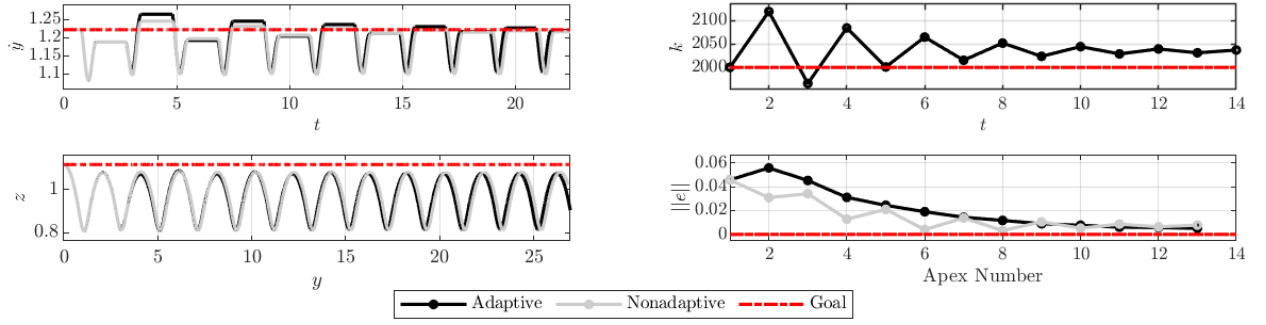 1.25
1.2
1.15
1.1
ẏ
0 5 10 15 20
t
1
0.8
z
0 5 10 15 20 25
y
2100
2050
2000
k
2 4 6 8 10 12 14
t
0.06
0.04
0.02
0
||e||
2 4 6 8 10 12 14
Apex Number
Adaptive Nonadaptive Goal